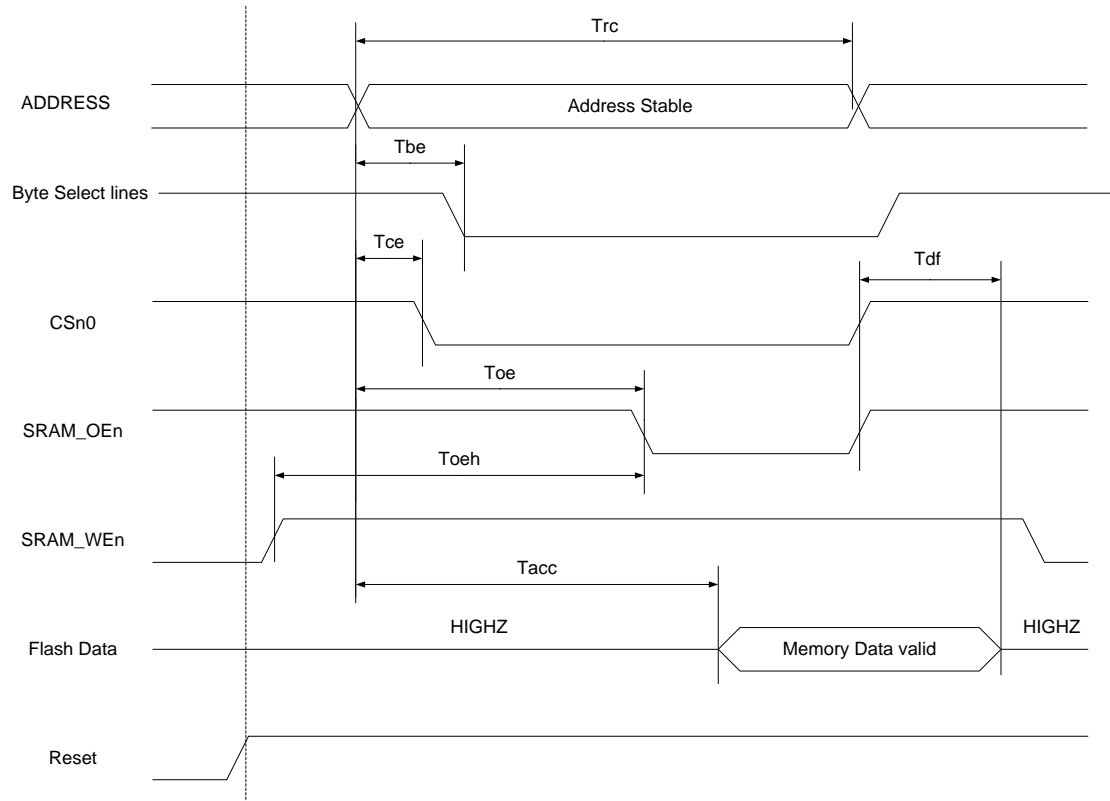 Trc
ADDRESS
Address Stable
Tbe
Byte Select lines
Tce
Tdf
CSn0
Toe
SRAM_OEn
Toeh
SRAM_WEn
Tacc
HIGHZ
HIGHZ
Flash Data
Memory Data valid
Reset